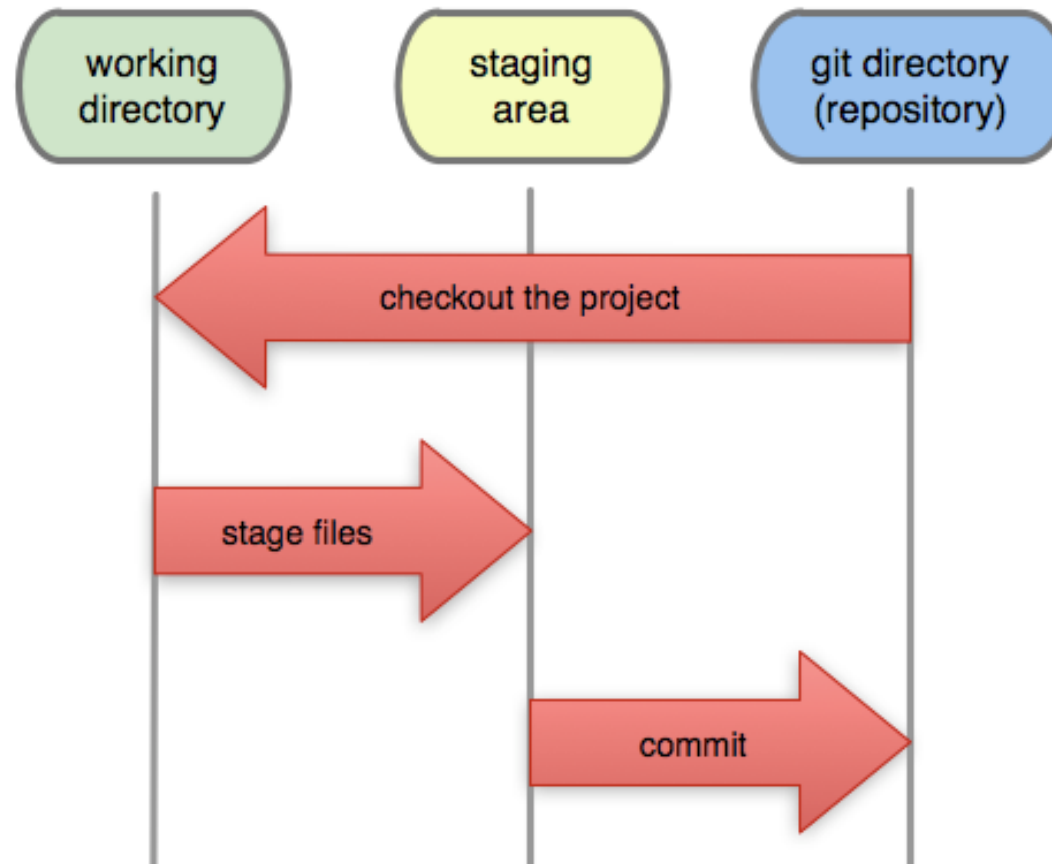 working
directory
staging
area
git directory
(repository)
checkout the project
stage files
commit